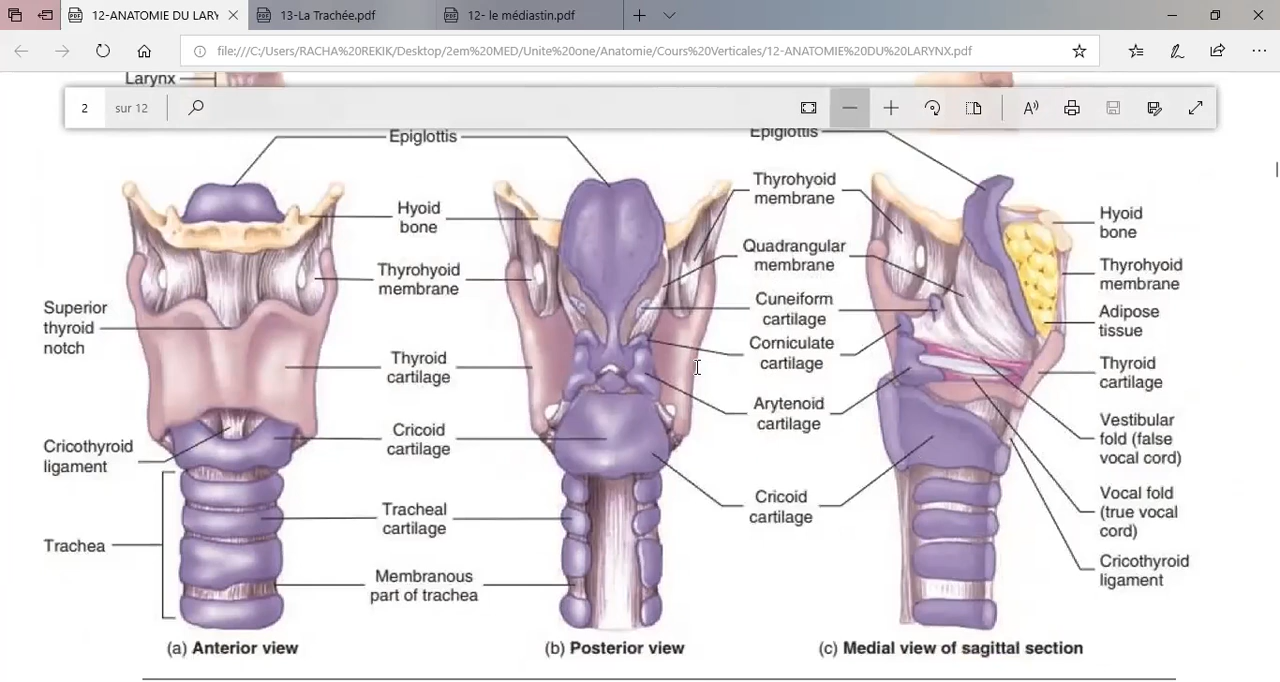 12-ANATOMIE DU LARY
13-La Trachée.pdf
12- le médiastin.pdf
file:///C:/Users/RACHA%20REKIK/Desktop/2em%20MED/Unite%20one/Anatomie/Cours%20Verticales/12-ANATOMIE%20DU%20LARYNX.pdf
Larynx
2 sur 12
Epiglottis
Hyoid
bone
Thyrohyoid
membrane
Superior
thyroid
notch
Thyroid
cartilage
Cricoid
cartilage
Cricothyroid
ligament
Tracheal
cartilage
Trachea
Membranous
part of trachea
Epiglottis
Thyrohyoid
membrane
Quadrangular
membrane
Cuneiform
cartilage
Corniculate
cartilage
Arytenoid
cartilage
Cricoid
cartilage
Hyoid
bone
Thyrohyoid
membrane
Adipose
tissue
Thyroid
cartilage
Vestibular
fold (false
vocal cord)
Vocal fold
(true vocal
cord)
Cricothyroid
ligament
(a) Anterior view
(b) Posterior view
(c) Medial view of sagittal section